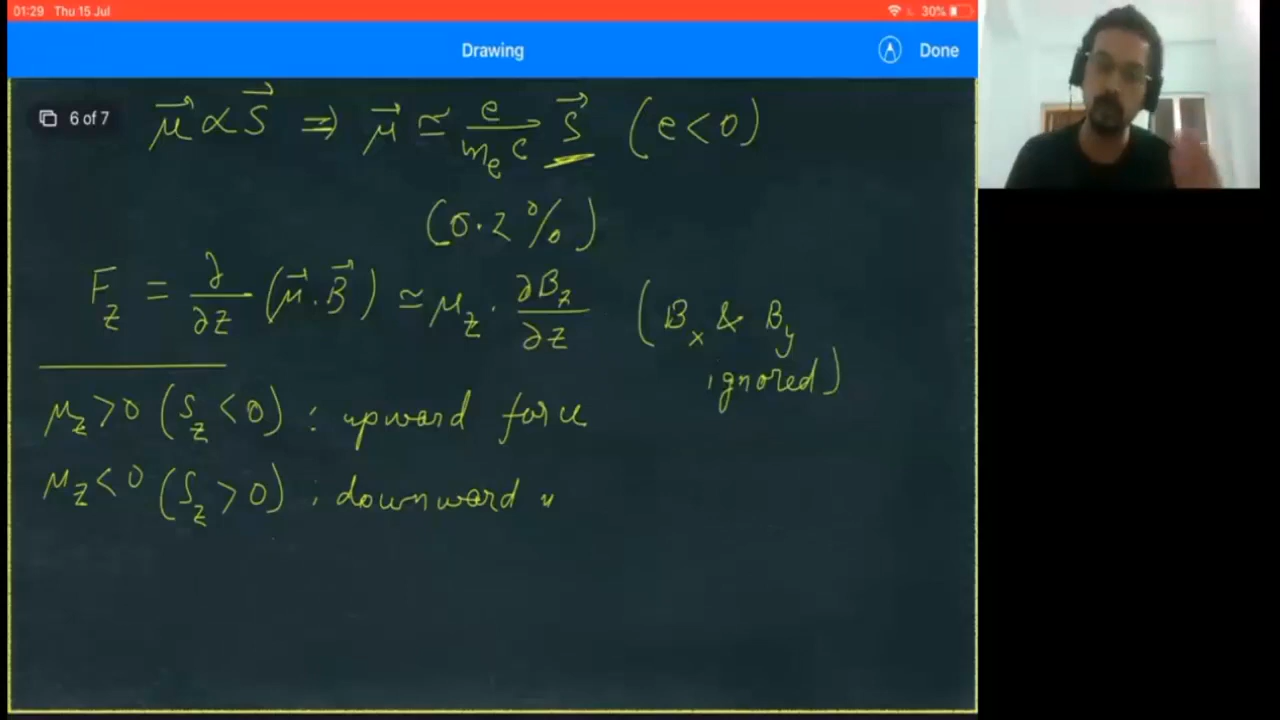 01:29 Thu 15 Jul 30%
Drawing Done
6 of 7
μ⃗ ∝ S⃗ ⇒ μ⃗ ≃ e/(mₑc) S⃗ (e<0)
(0.2%)
F_z = ∂/∂z (μ⃗.B⃗) ≃ μ_z . ∂B_z/∂z (B_x & B_y
ignored)
μ_z>0 (S_z<0) : upward force
μ_z<0 (S_z>0) : downward "